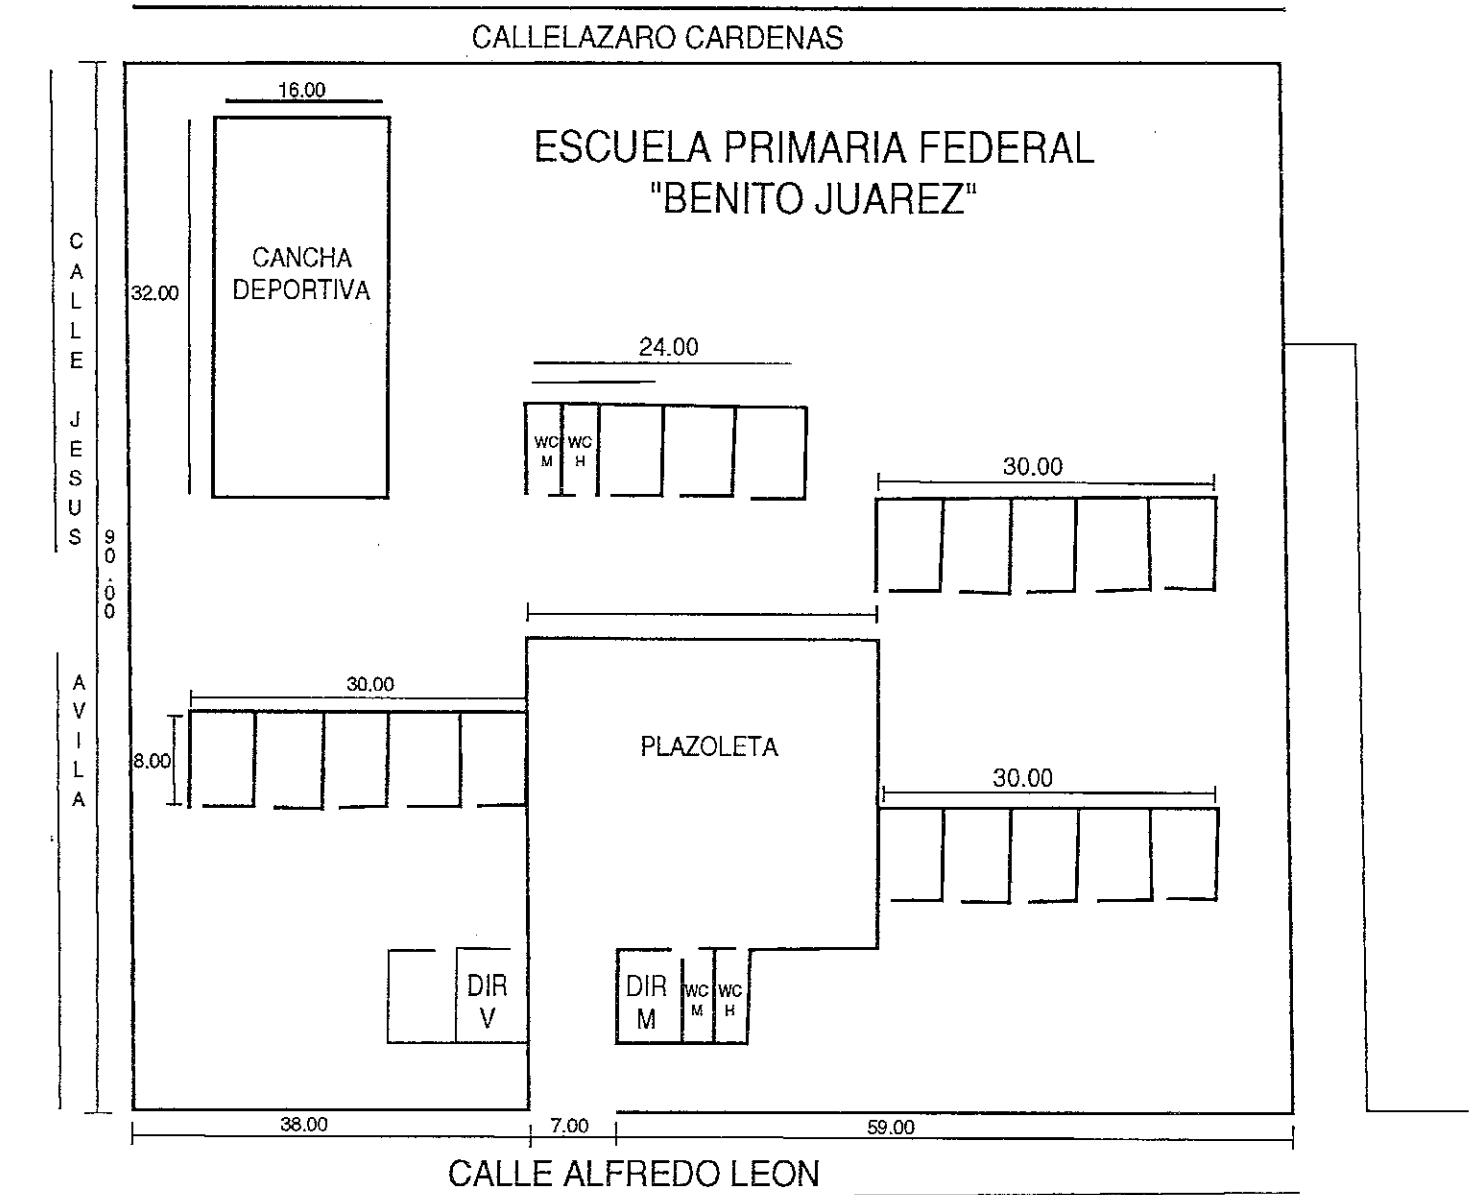 CALLELAZARO CARDENAS
16.00
ESCUELA PRIMARIA FEDERAL
"BENITO JUAREZ"
CANCHA
DEPORTIVA
32.00
CALLE JESUS AVILA
90.00
24.00
WC
M
WC
H
30.00
30.00
8.00
PLAZOLETA
30.00
DIR
V
DIR
M
WC
M
WC
H
38.00
7.00
59.00
CALLE ALFREDO LEON